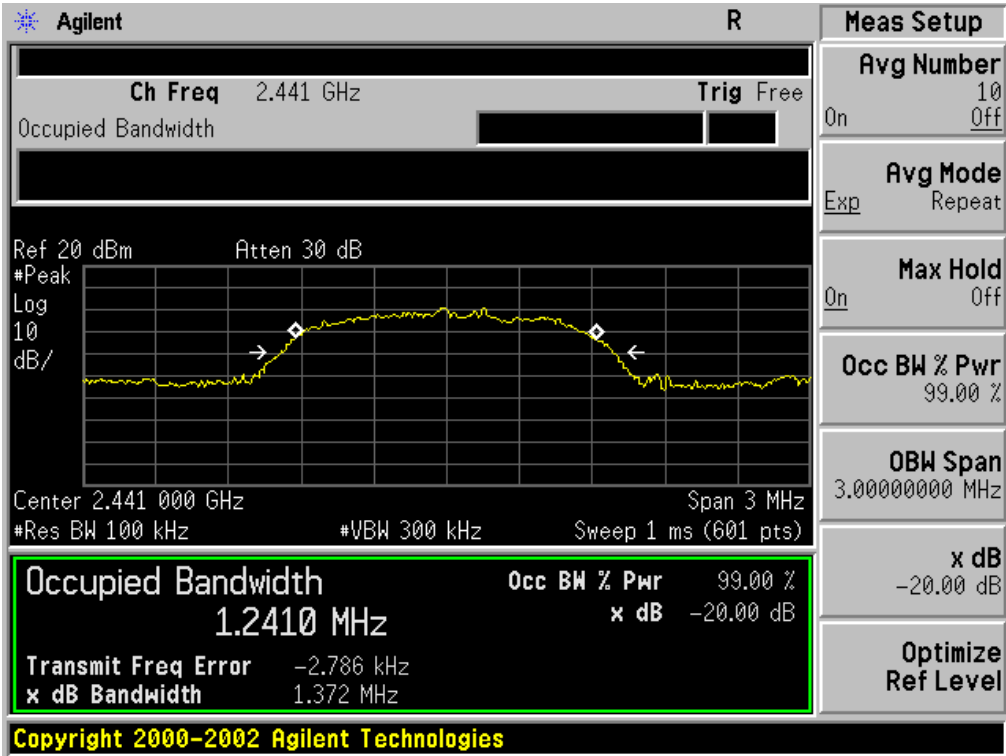 Agilent
R
Meas Setup
Ch Freq 2.441 GHz
Trig Free
Occupied Bandwidth
Avg Number
10
On Off
Avg Mode
Exp Repeat
Max Hold
On Off
Occ BW % Pwr
99.00 %
OBW Span
3.00000000 MHz
x dB
-20.00 dB
Optimize
Ref Level
Ref 20 dBm
Atten 30 dB
#Peak
Log
10
dB/
Center 2.441 000 GHz
Span 3 MHz
#Res BW 100 kHz
#VBW 300 kHz
Sweep 1 ms (601 pts)
Occupied Bandwidth
1.2410 MHz
Occ BW % Pwr 99.00 %
x dB -20.00 dB
Transmit Freq Error -2.786 kHz
x dB Bandwidth 1.372 MHz
Copyright 2000-2002 Agilent Technologies